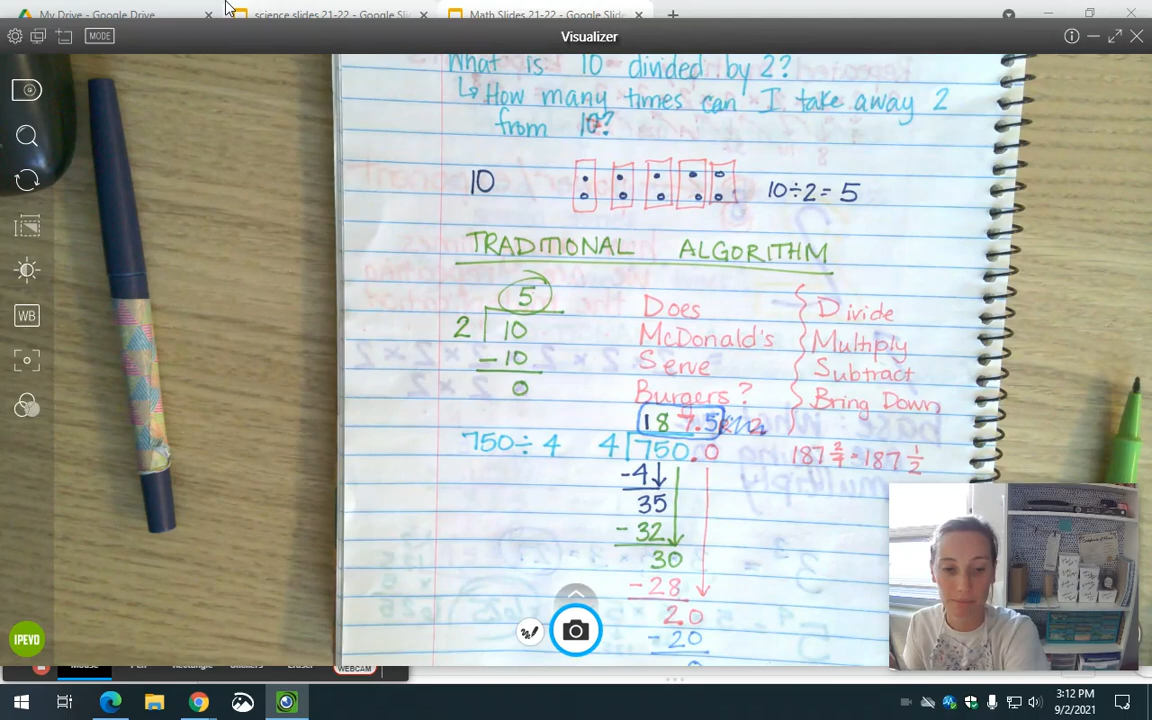 My Drive - Google Drive
science slides 21-22 - Google Sli
Math Slides 21-22 - Google Slid
MODE
Visualizer
WB
IPEVO
What is 10 divided by 2?
↳ How many times can I take away 2
from 10?
10
10÷2=5
TRADITIONAL ALGORITHM
5
2 10
-10
0
Does
McDonald's
Serve
Burgers?
Divide
Multiply
Subtract
Bring Down
187.5
750÷4
4 750.0
187 2/4 = 187 1/2
-4
35
-32
30
-28
2.0
-20
WEBCAM
3:12 PM
9/2/2021